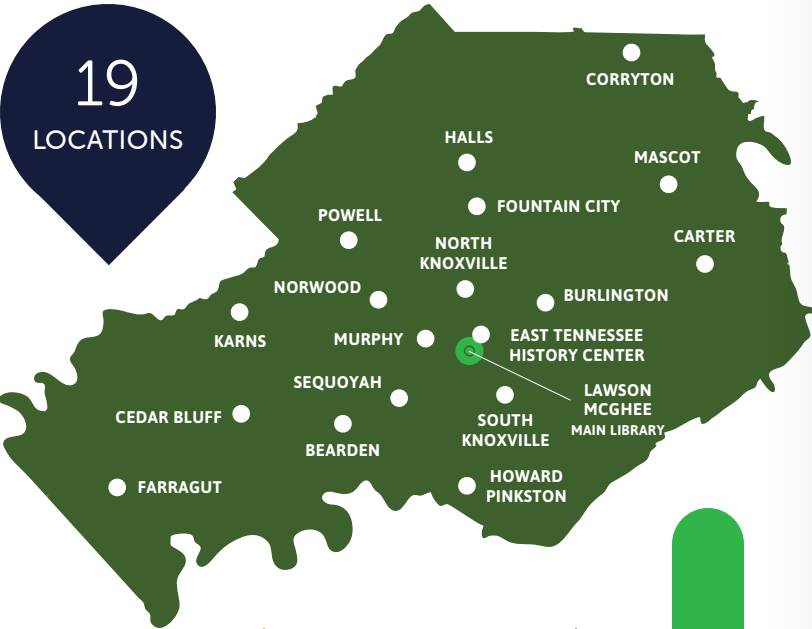 19
LOCATIONS
CORRYTON
HALLS
MASCOT
FOUNTAIN CITY
POWELL
CARTER
NORTH
KNOXVILLE
NORWOOD
BURLINGTON
KARNS
MURPHY
EAST TENNESSEE
HISTORY CENTER
SEQUOYAH
LAWSON
MCGHEE
MAIN LIBRARY
CEDAR BLUFF
SOUTH
KNOXVILLE
BEARDEN
FARRAGUT
HOWARD
PINKSTON